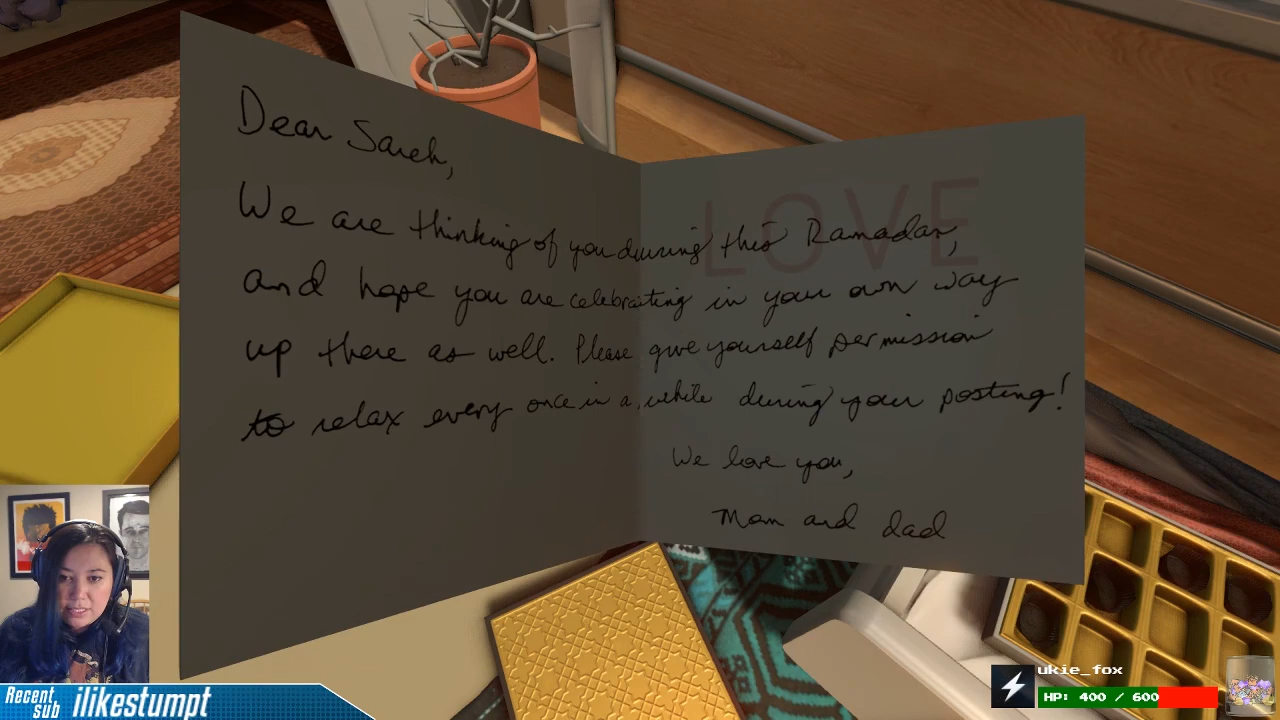 Dear Sareh,
LOVE
We are thinking of you during this Ramadan,
and hope you are celebrating in your own way
up there as well. Please give yourself permission
to relax every once in a while during your posting!
We love you,
Mom and dad
Recent sub ilikestumpt
ukie_fox
HP: 400 / 600